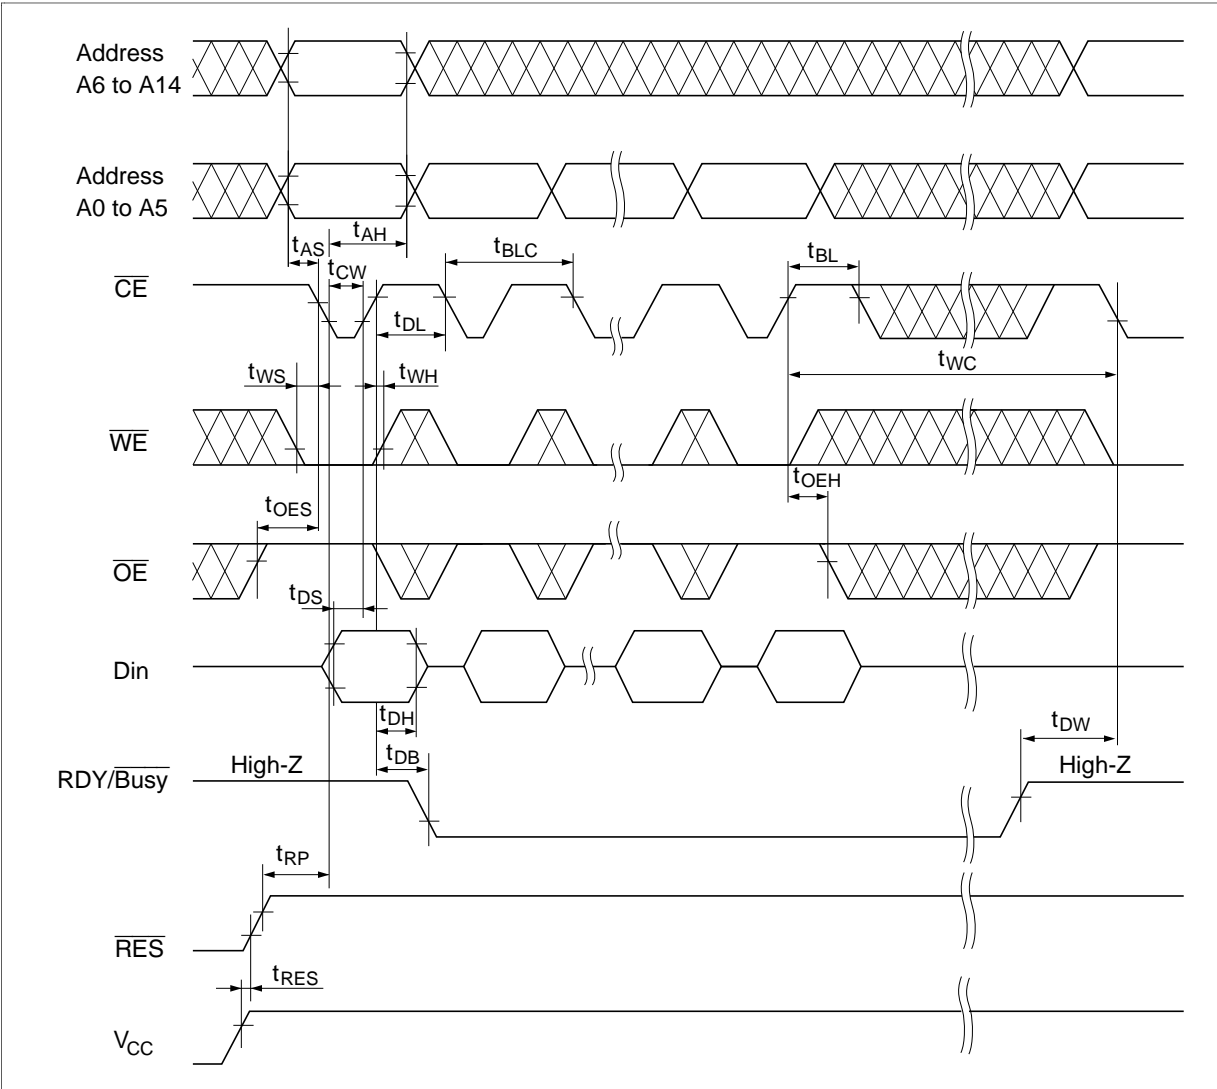 Address
A6 to A14
Address
A0 to A5
tAH
tAS
tBLC
tBL
tCW
CE
tDL
tWC
tWS
tWH
WE
tOEH
tOES
OE
tDS
Din
tDH
tDW
tDB
High-Z
High-Z
RDY/Busy
tRP
RES
tRES
VCC